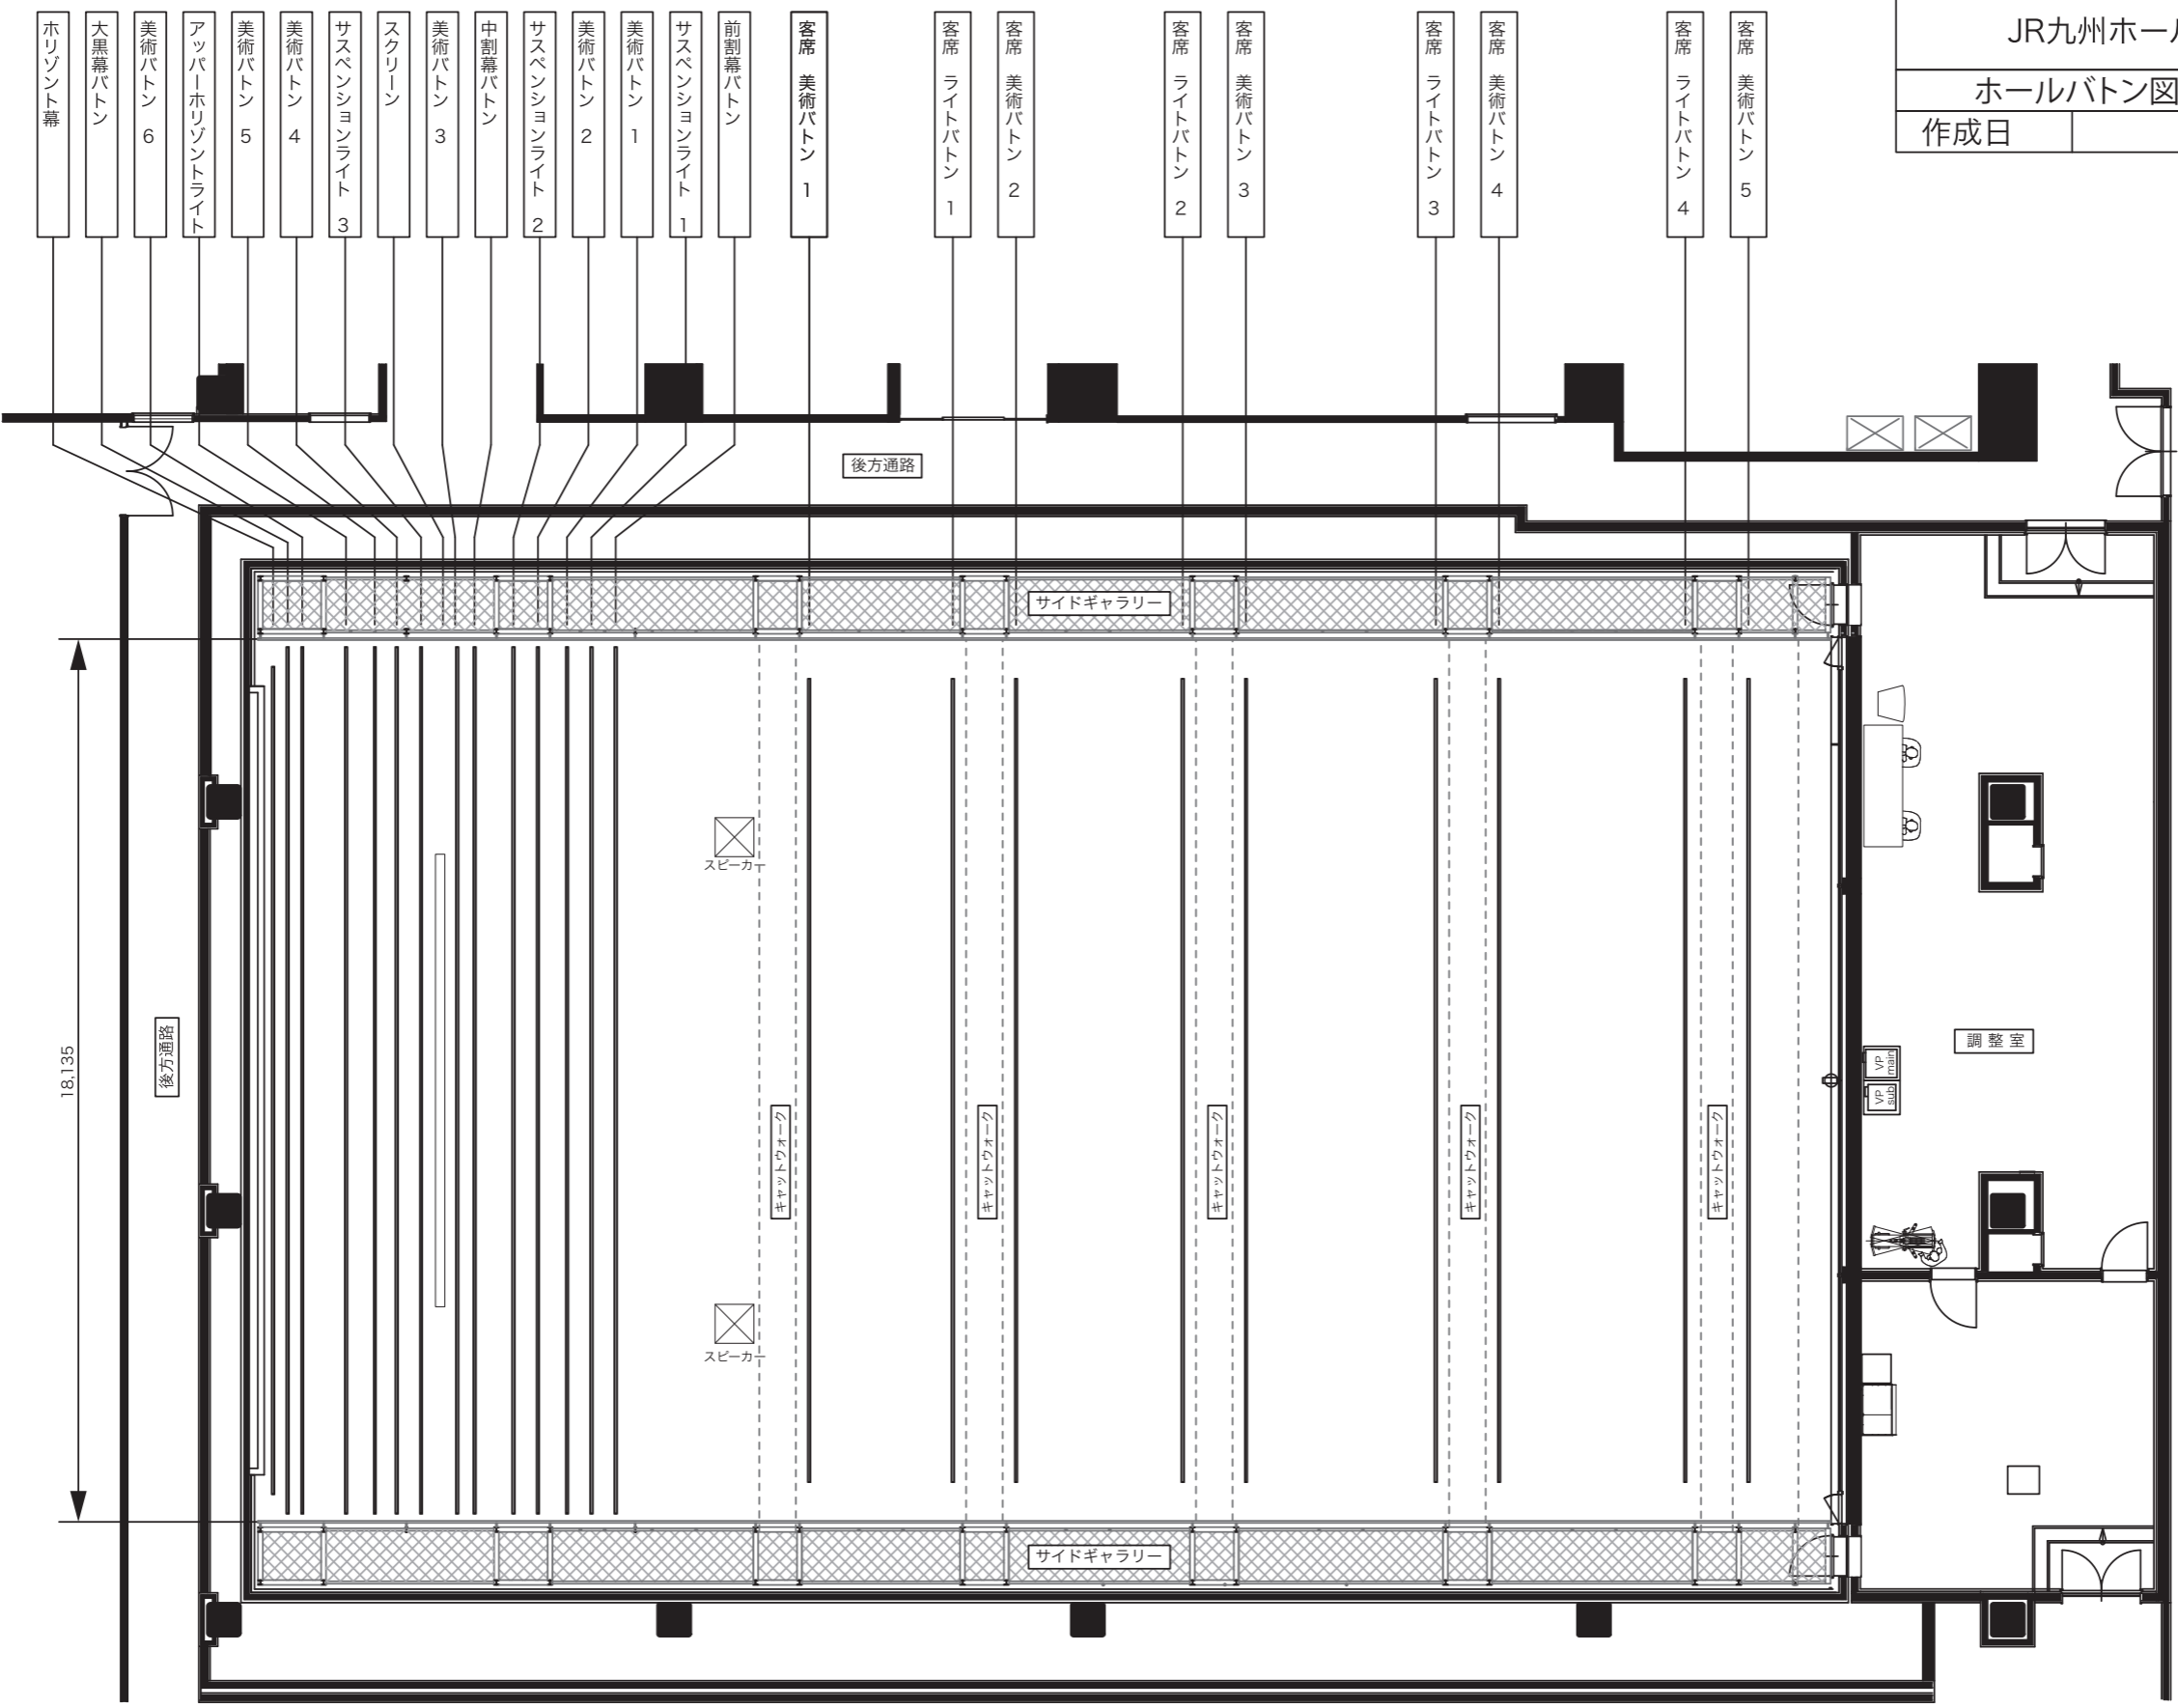 JR九州ホー
ホールバトン図
作成日
ホリゾント幕
大黒幕バトン
美術バトン 6
アッパーホリゾントライト
美術バトン 5
美術バトン 4
サスペンションライト 3
スクリーン
美術バトン 3
中割幕バトン
サスペンションライト 2
美術バトン 2
美術バトン 1
サスペンションライト 1
前割幕バトン
客席 美術バトン 1
客席 ライトバトン 1
客席 美術バトン 2
客席 ライトバトン 2
客席 美術バトン 3
客席 ライトバトン 3
客席 美術バトン 4
客席 ライトバトン 4
客席 美術バトン 5
後方通路
サイドギャラリー
スピーカー
18,135
後方通路
調整室
VP main
VP sub
キャットウォーク
キャットウォーク
キャットウォーク
キャットウォーク
キャットウォーク
スピーカー
サイドギャラリー